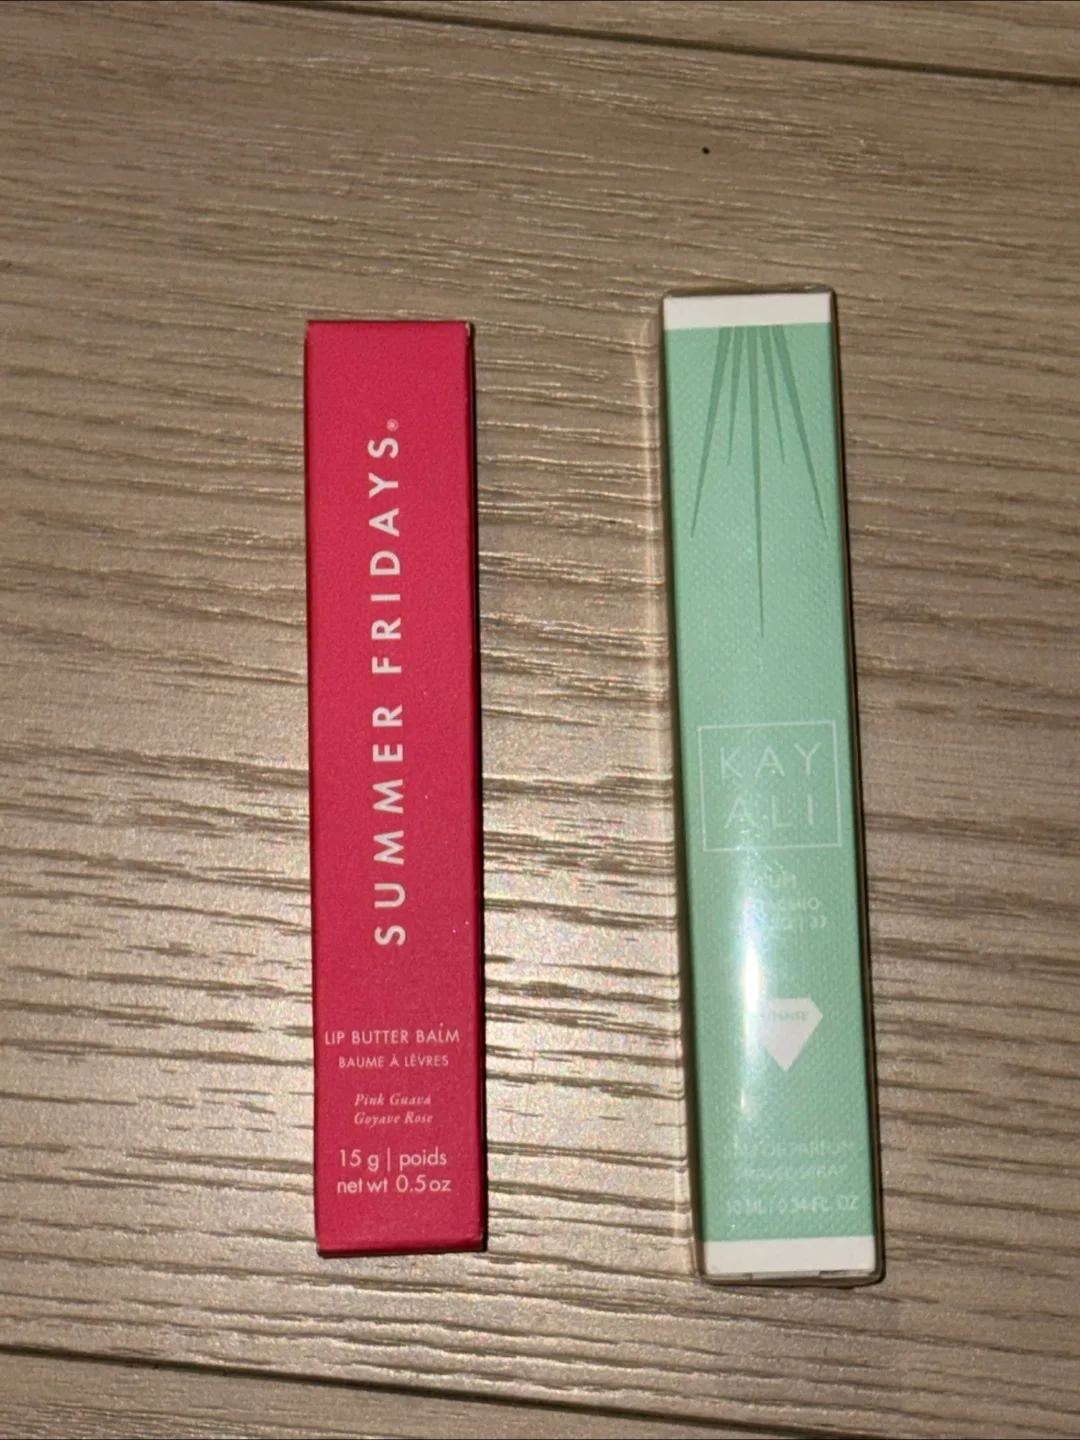 SUMMER FRIDAYS®
LIP BUTTER BALM
BAUME À LÈVRES
Pink Guava
Goyave Rose
15 g | poids
net wt 0.5 oz
KAY
ALI
33
10 ML / 0.34 FL. OZ